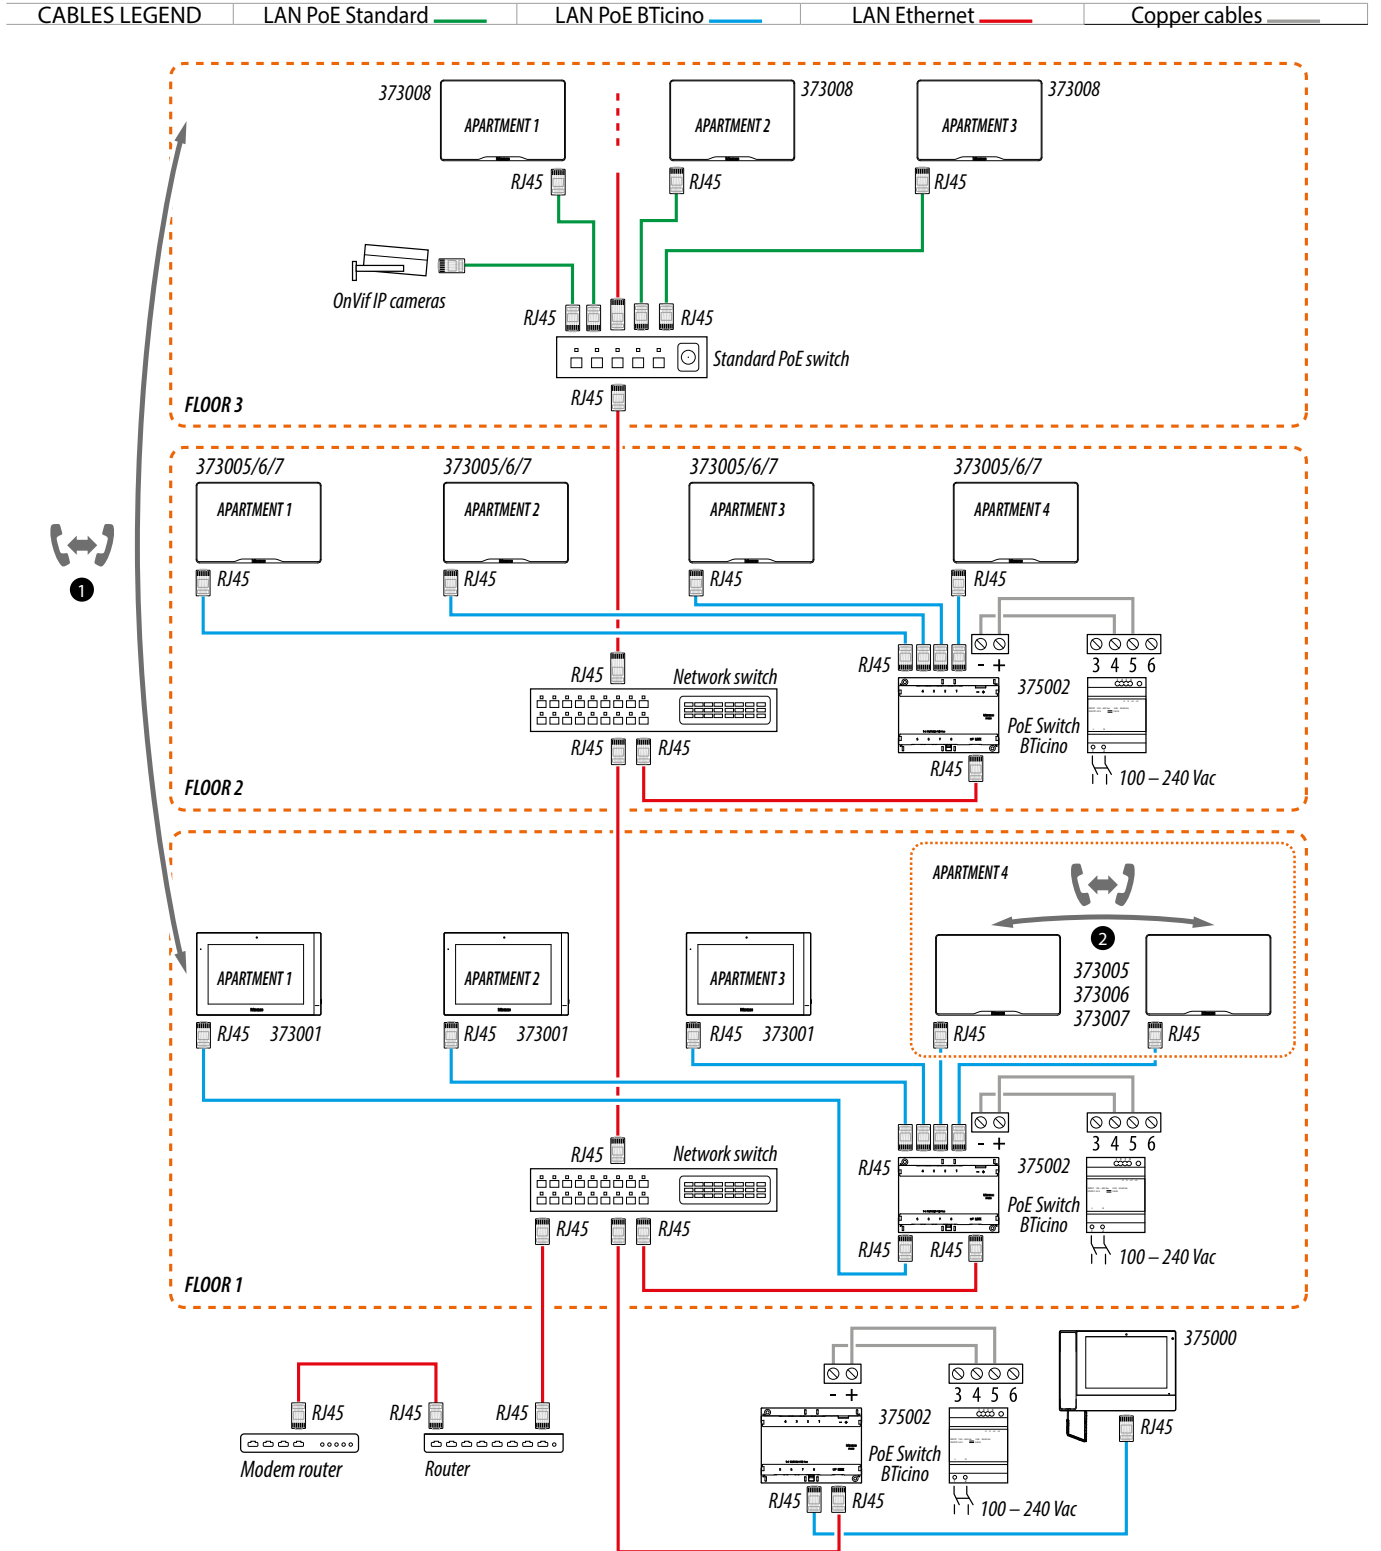 CABLES LEGEND LAN PoE Standard LAN PoE BTicino LAN Ethernet Copper cables
373008 373008 373008
APARTMENT 1 APARTMENT 2 APARTMENT 3
RJ45 RJ45 RJ45
OnVif IP cameras
RJ45 RJ45
Standard PoE switch
RJ45
FLOOR 3
373005/6/7 373005/6/7 373005/6/7 373005/6/7
APARTMENT 1 APARTMENT 2 APARTMENT 3 APARTMENT 4
RJ45 RJ45 RJ45 RJ45
1
RJ45 Network switch RJ45 - + 3 4 5 6
375002
PoE Switch
BTicino
RJ45 RJ45 RJ45
100 – 240 Vac
FLOOR 2
APARTMENT 4
2
APARTMENT 1 APARTMENT 2 APARTMENT 3
373005
373006
373007
RJ45 373001 RJ45 373001 RJ45 373001 RJ45 RJ45
- + 3 4 5 6
RJ45 Network switch RJ45 375002
PoE Switch
BTicino
RJ45 RJ45 RJ45 RJ45
100 – 240 Vac
FLOOR 1
375000
- + 3 4 5 6
RJ45 RJ45 RJ45 375002 RJ45
PoE Switch
BTicino
Modem router Router
RJ45 RJ45 100 – 240 Vac